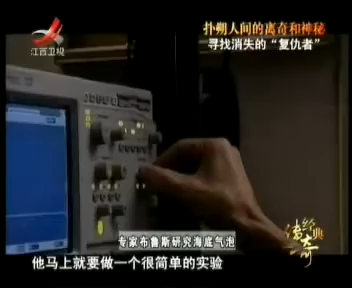 江西卫视
扑朔人间的离奇和神秘
寻找消失的“复仇者”
专家布鲁斯研究海底气泡
经典
传奇
他马上就要做一个很简单的实验